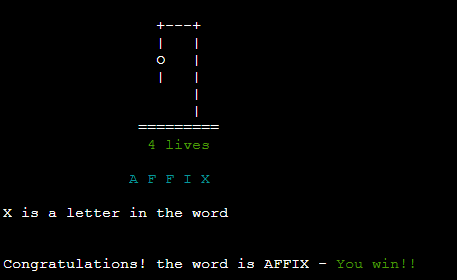 4 lives
A F F I X
X is a letter in the word
Congratulations! the word is AFFIX - You win!!